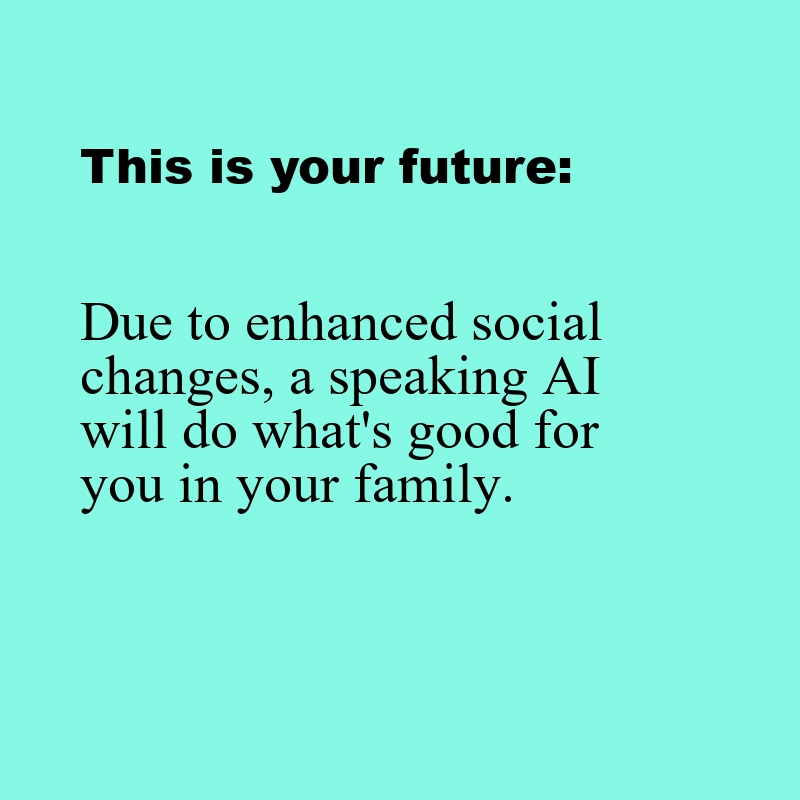 This is your future:
Due to enhanced social
changes, a speaking AI
will do what's good for
you in your family.